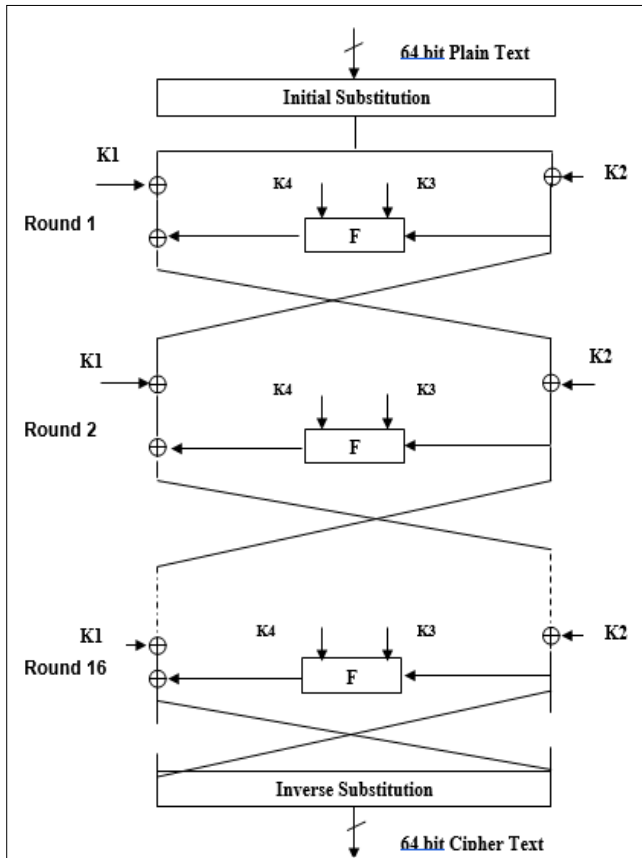 64 bit Plain Text
Initial Substitution
K1
K2
K4
K3
Round 1
F
K1
K2
K4
K3
Round 2
F
K1
K4
K3
K2
Round 16
F
Inverse Substitution
64 bit Cipher Text